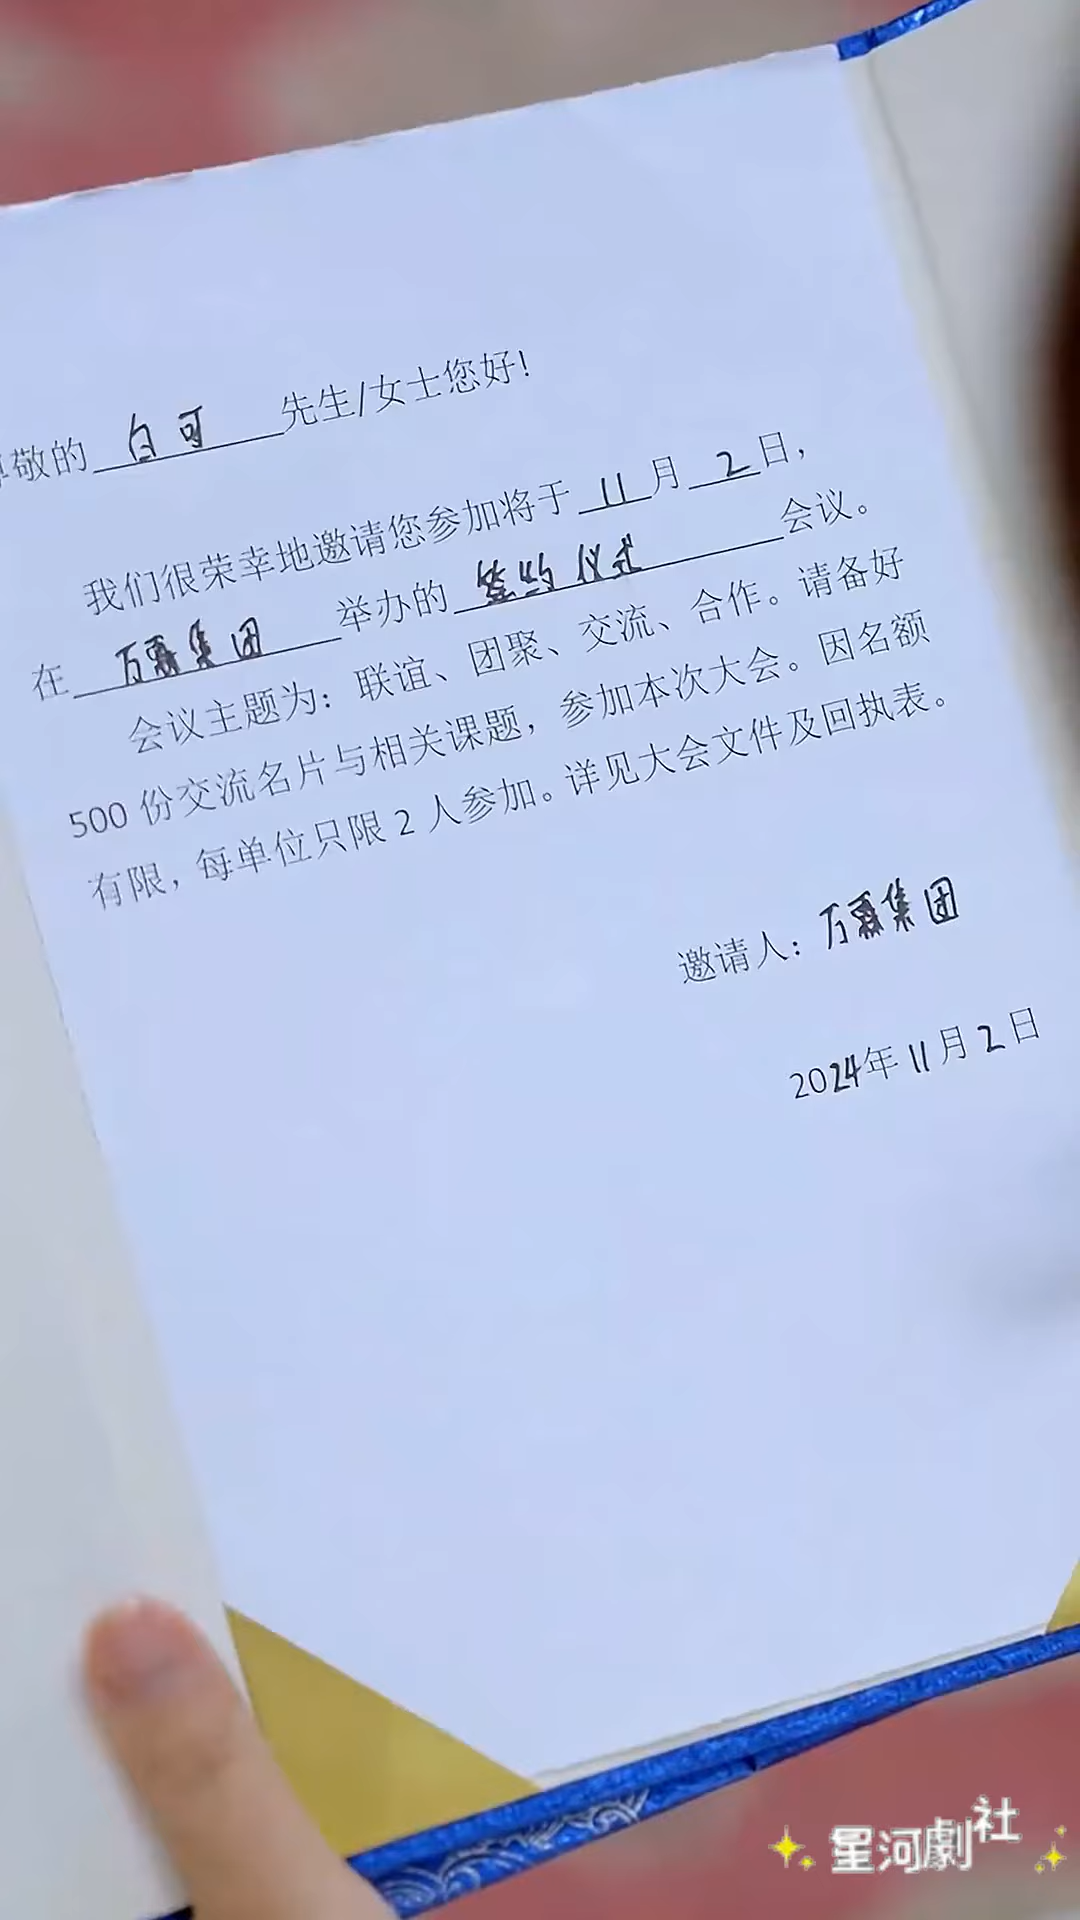 敬的 白可 先生/女士您好!
我们很荣幸地邀请您参加将于 11 月 2 日,
在 万霖集团 举办的 签约仪式 会议。
会议主题为：联谊、团聚、交流、合作。请备好
500 份交流名片与相关课题，参加本次大会。因名额
有限，每单位只限 2 人参加。详见大会文件及回执表。
邀请人：万霖集团
2024年 11 月 2 日
星河劇社